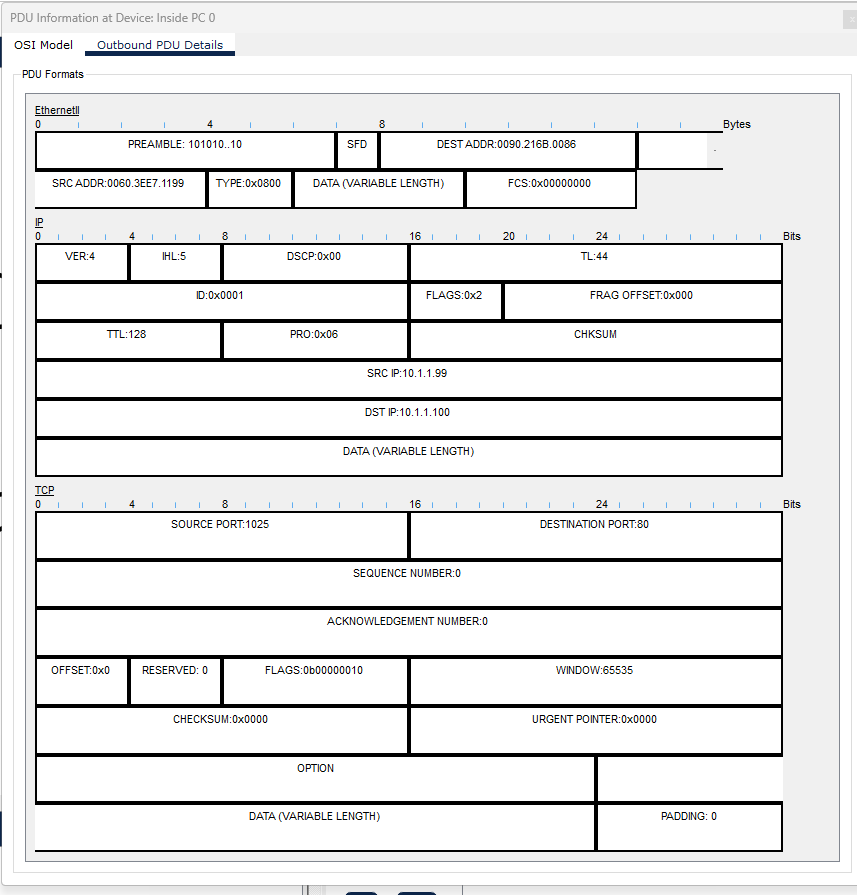 PDU Information at Device: Inside PC 0
x
OSI Model Outbound PDU Details
PDU Formats
EthernetII
0 4 8 Bytes
PREAMBLE: 101010..10 SFD DEST ADDR:0090.216B.0086
SRC ADDR:0060.3EE7.1199 TYPE:0x0800 DATA (VARIABLE LENGTH) FCS:0x00000000
IP
0 4 8 16 20 24 Bits
VER:4 IHL:5 DSCP:0x00 TL:44
ID:0x0001 FLAGS:0x2 FRAG OFFSET:0x000
TTL:128 PRO:0x06 CHKSUM
SRC IP:10.1.1.99
DST IP:10.1.1.100
DATA (VARIABLE LENGTH)
TCP
0 4 8 16 24 Bits
SOURCE PORT:1025 DESTINATION PORT:80
SEQUENCE NUMBER:0
ACKNOWLEDGEMENT NUMBER:0
OFFSET:0x0 RESERVED: 0 FLAGS:0b00000010 WINDOW:65535
CHECKSUM:0x0000 URGENT POINTER:0x0000
OPTION
DATA (VARIABLE LENGTH) PADDING: 0